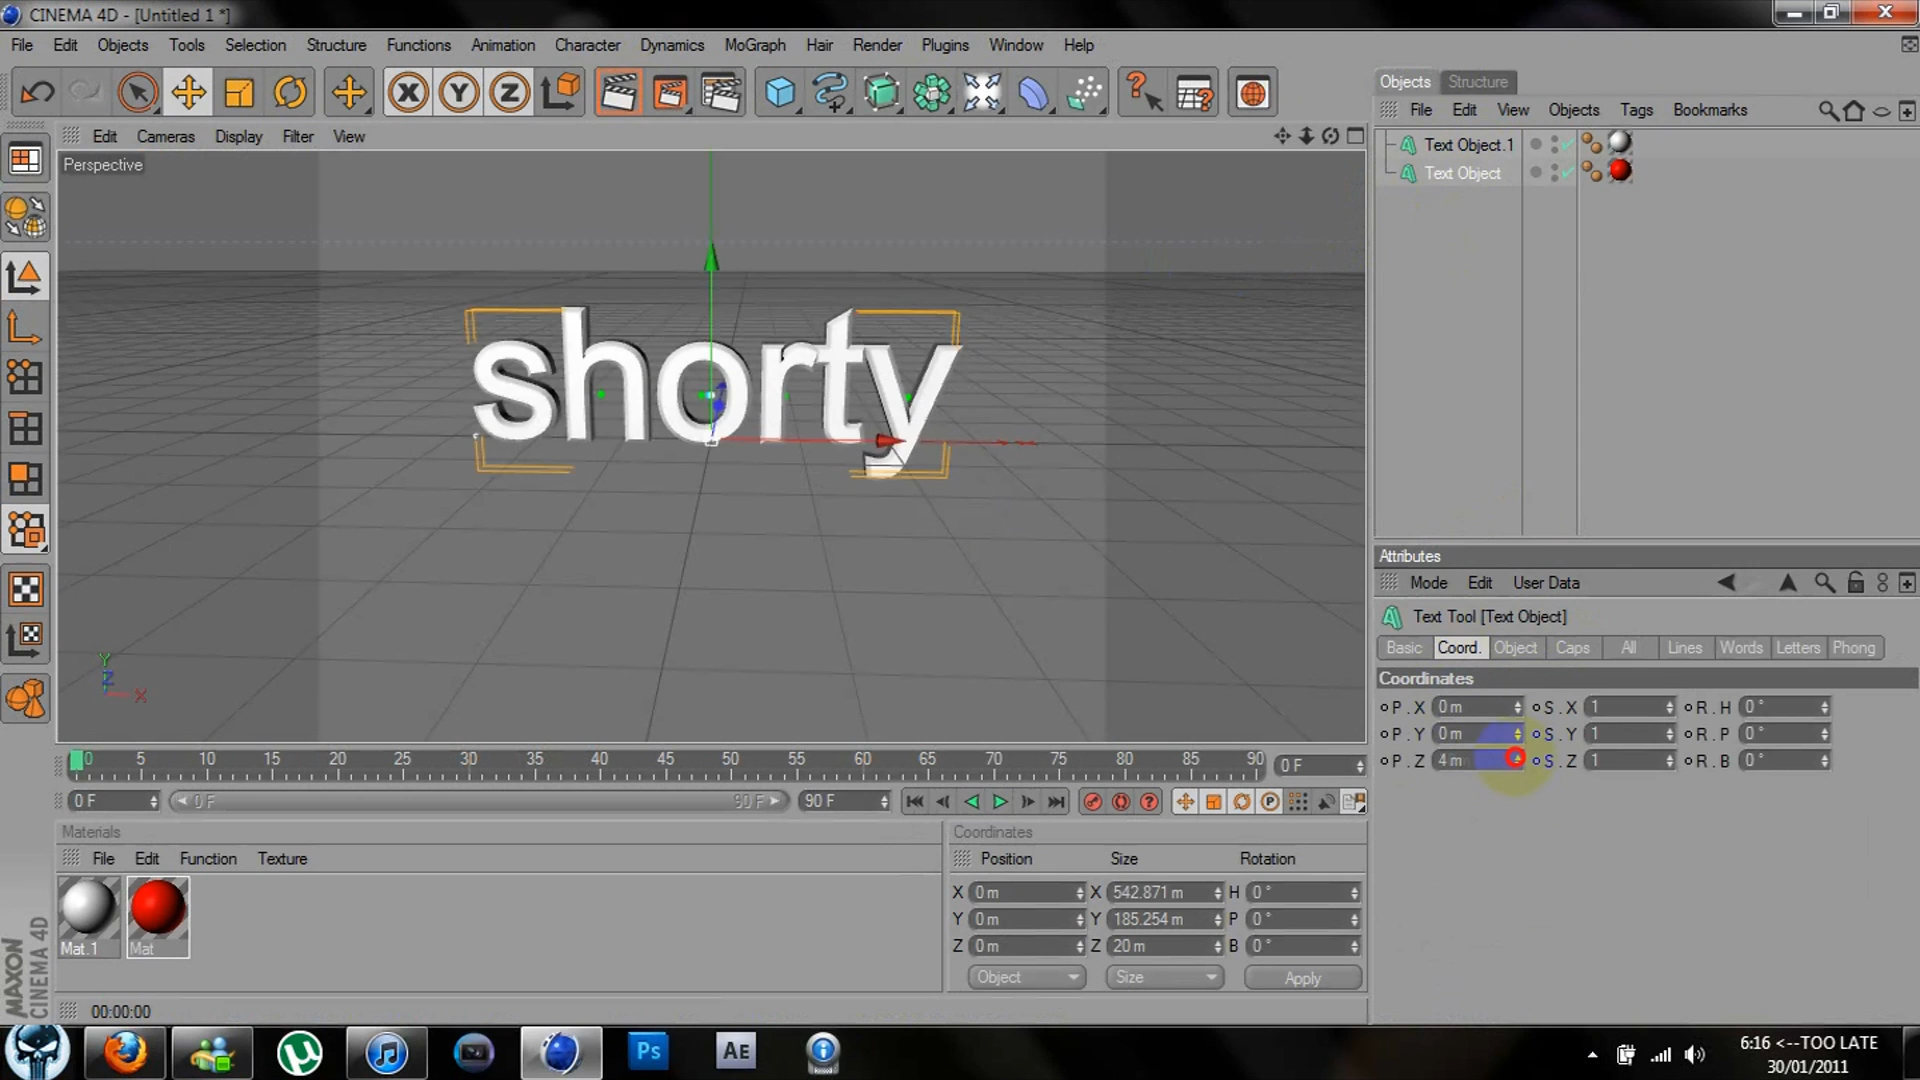 CINEMA 4D - [Untitled 1 *]
File Edit Objects Tools Selection Structure Functions Animation Character Dynamics MoGraph Hair Render Plugins Window Help
X Y Z
Edit Cameras Display Filter View
Perspective
shorty
Y
Z
X
0 5 10 15 20 25 30 35 40 45 50 55 60 65 70 75 80 85 90 0 F
0 F 0 F 90 F 90 F
Materials
File Edit Function Texture
Mat.1 Mat
MAXON
CINEMA 4D
Coordinates
Position Size Rotation
X 0 m X 542.871 m H 0 °
Y 0 m Y 185.254 m P 0 °
Z 0 m Z 20 m B 0 °
Object Size Apply
00:00:00
Objects Structure
File Edit View Objects Tags Bookmarks
Text Object.1
Text Object
Attributes
Mode Edit User Data
Text Tool [Text Object]
Basic Coord. Object Caps All Lines Words Letters Phong
Coordinates
P . X 0 m S . X 1 R . H 0 °
P . Y 0 m S . Y 1 R . P 0 °
P . Z 4 m S . Z 1 R . B 0 °
Ps AE
6:16 <--TOO LATE
30/01/2011